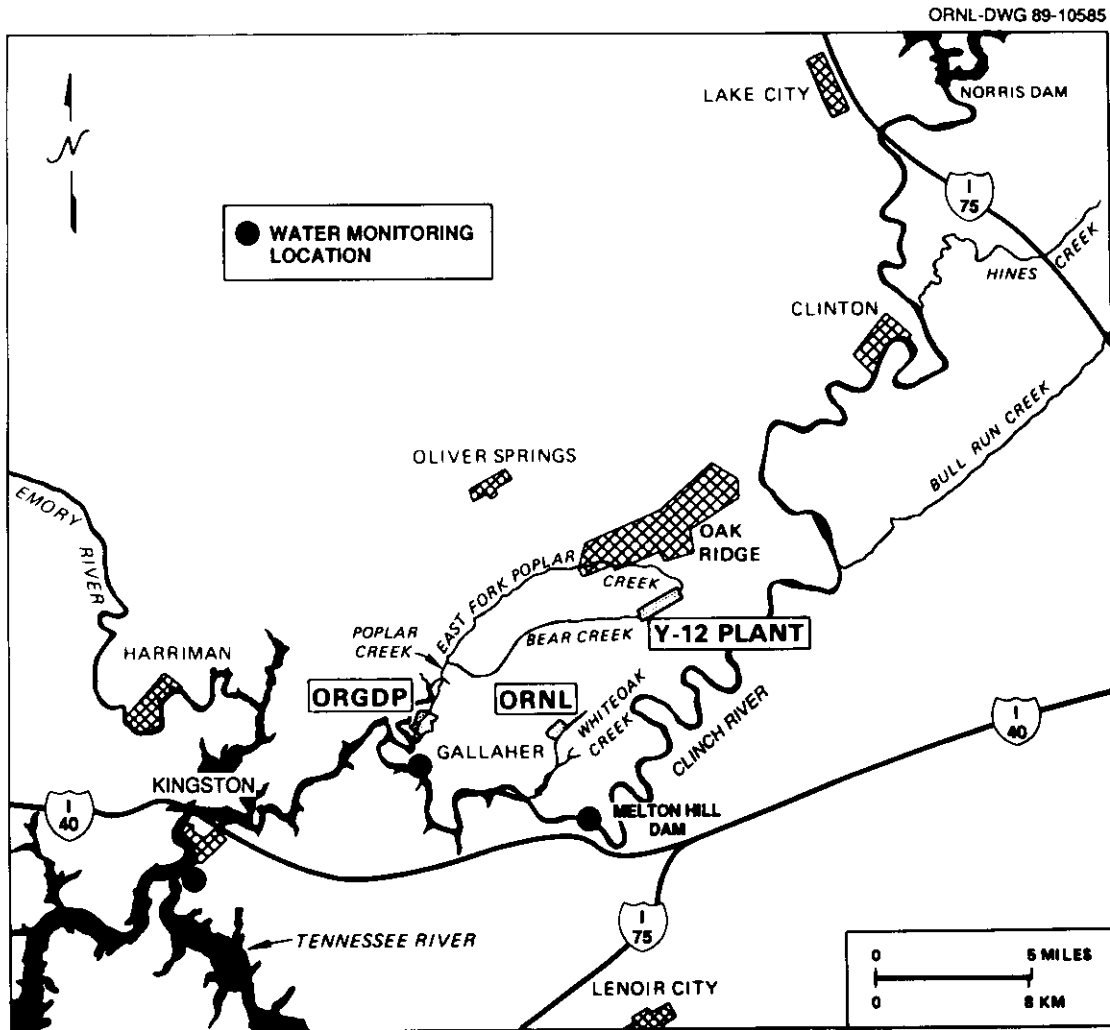 ORNL-DWG 89-10585
LAKE CITY
NORRIS DAM
N
I
75
WATER MONITORING
LOCATION
HINES
CREEK
CLINTON
BULL RUN CREEK
OLIVER SPRINGS
EMORY
RIVER
OAK
RIDGE
EAST FORK POPLAR
CREEK
POPLAR
CREEK
BEAR CREEK
Y-12 PLANT
HARRIMAN
ORGDP
ORNL
WHITEOAK
CREEK
CLINCH RIVER
GALLAHER
I
40
KINGSTON
I
40
MELTON HILL
DAM
I
75
TENNESSEE RIVER
LENOIR CITY
0 5 MILES
0 8 KM